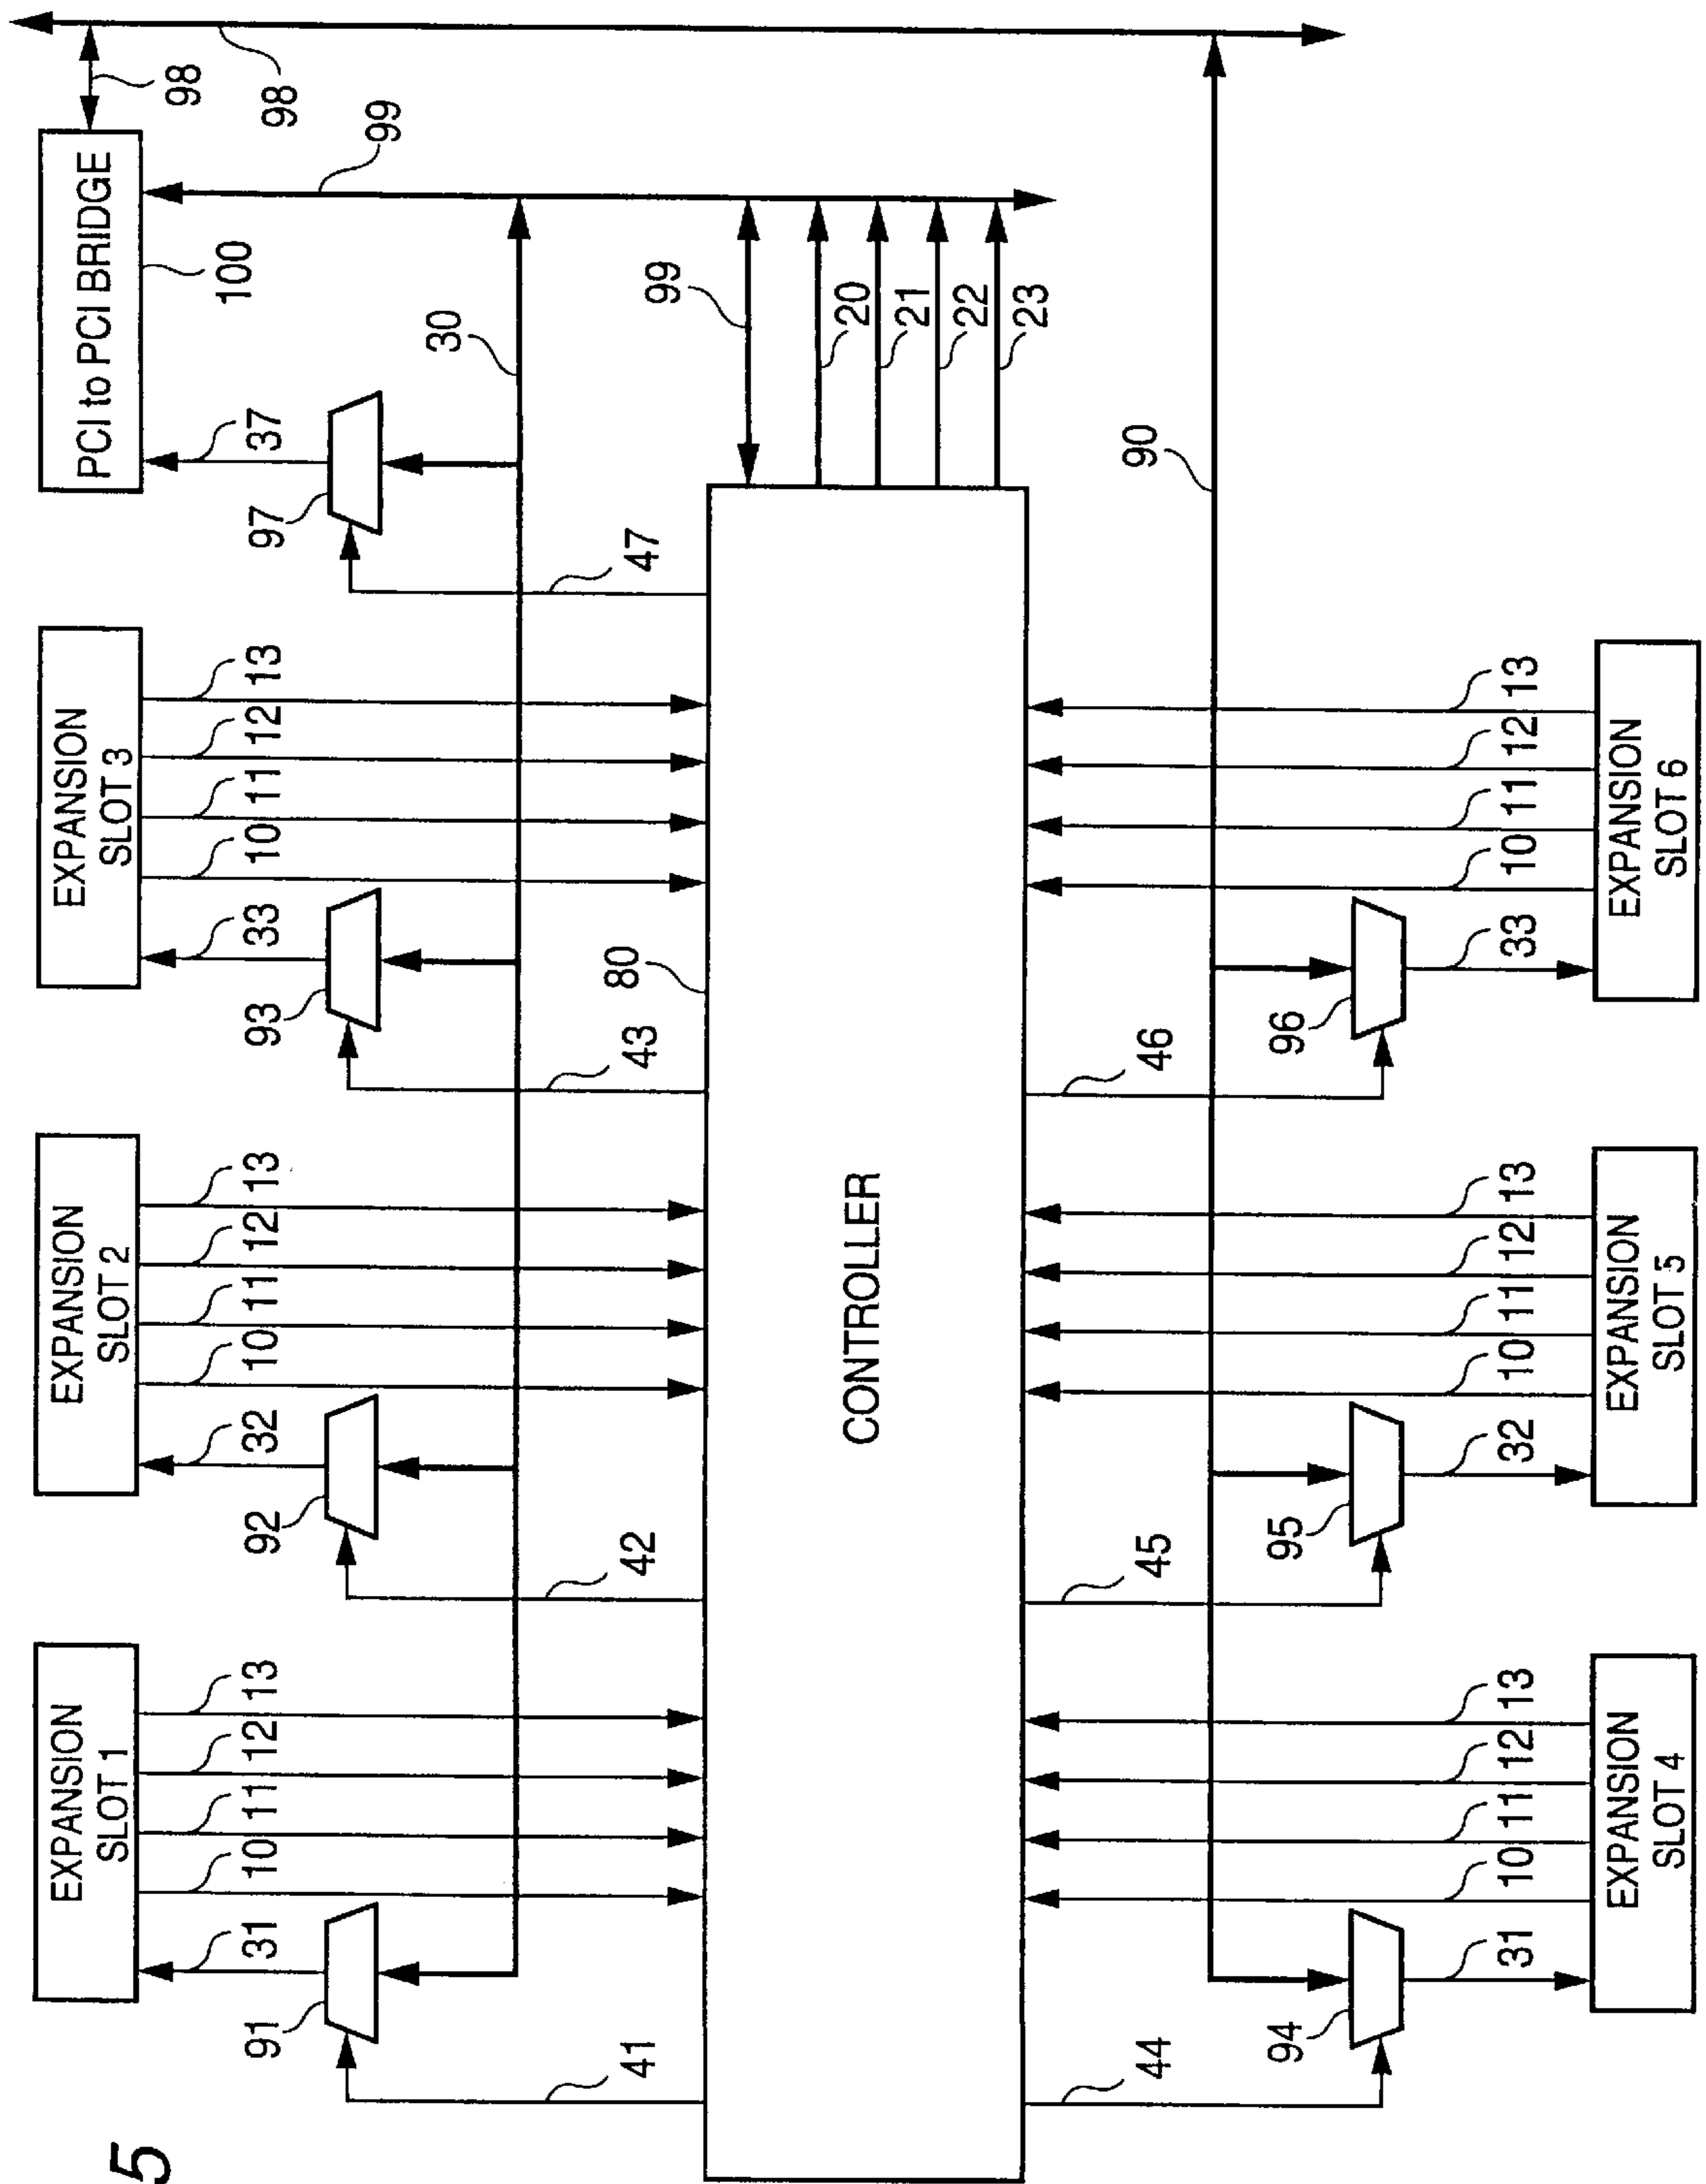 5
EXPANSION SLOT 1
EXPANSION SLOT 2
EXPANSION SLOT 3
PCI to PCI BRIDGE
98
100
91 31 10 11 12 13
92 32 10 11 12 13
93 33 10 11 12 13
97 37
98
99
30
41 42 43 47
99
80
20
CONTROLLER
21
22
23
90
44 45 46
94 95 96
31 10 11 12 13
32 10 11 12 13
33 10 11 12 13
EXPANSION SLOT 4
EXPANSION SLOT 5
EXPANSION SLOT 6